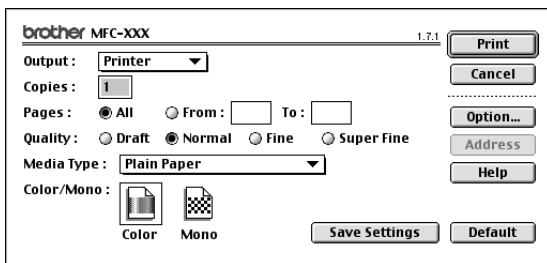 brother MFC-XXX 1.7.1
Print
Output : Printer
Cancel
Copies : 1
Pages : All From : To :
Option...
Quality : Draft Normal Fine Super Fine
Address
Media Type : Plain Paper
Help
Color/Mono :
Color Mono
Save Settings Default